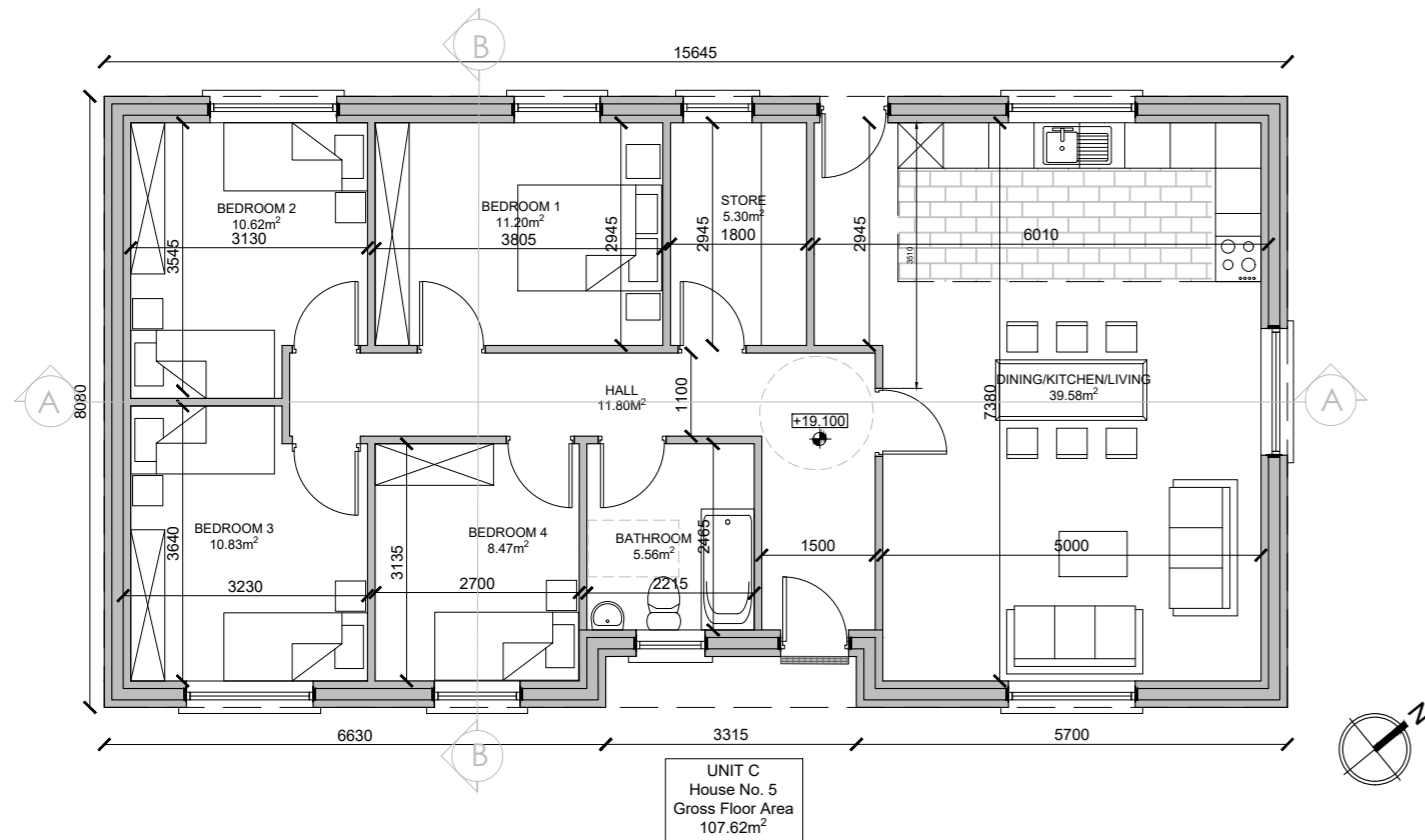 B
15645
BEDROOM 2
10.62m²
3130
3545
BEDROOM 1
11.20m²
3805
2945
STORE
5.30m²
1800
2945
2945
3510
6010
A
8080
HALL
11.80M²
1100
+19.100
DINING/KITCHEN/LIVING
39.58m²
7380
A
BEDROOM 3
10.83m²
3640
3230
BEDROOM 4
8.47m²
3135
2700
BATHROOM
5.56m²
2465
2215
1500
5000
6630
3315
5700
B
N
UNIT C
House No. 5
Gross Floor Area
107.62m²